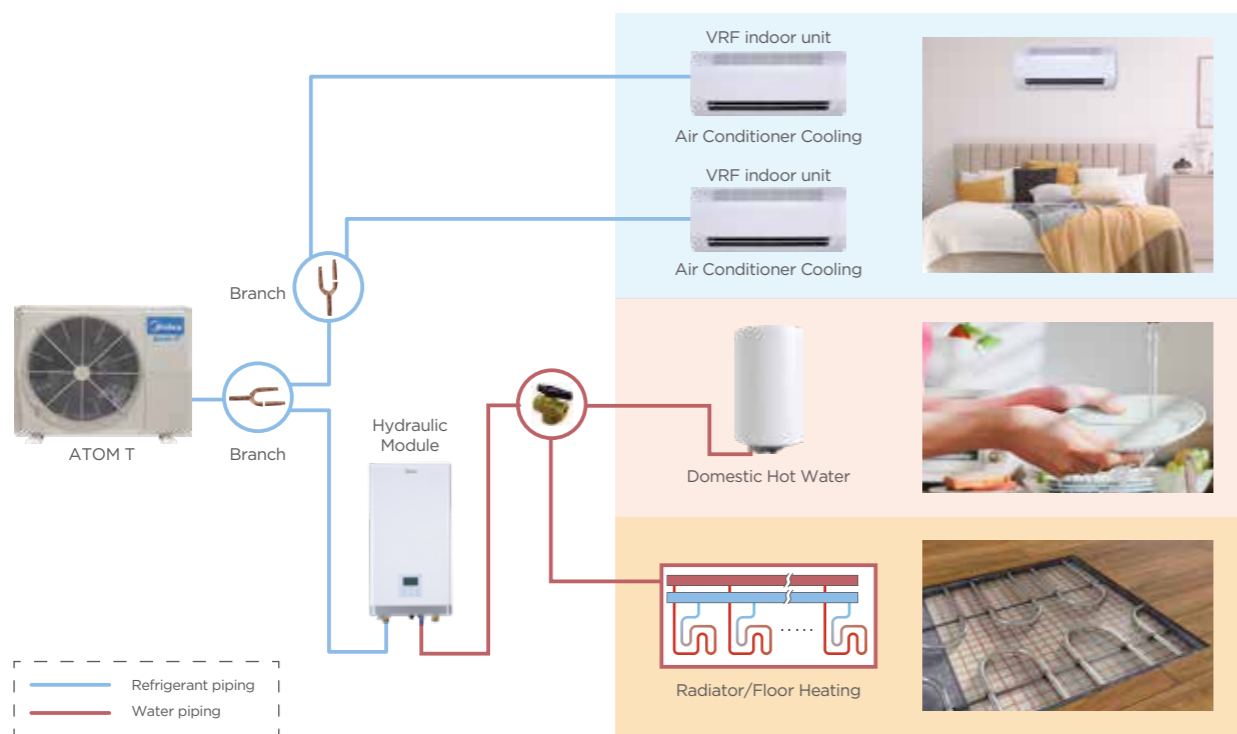 VRF indoor unit
Air Conditioner Cooling
VRF indoor unit
Air Conditioner Cooling
Branch
Midea
ATOM T
Branch
Hydraulic
Module
Domestic Hot Water
Radiator/Floor Heating
Refrigerant piping
Water piping